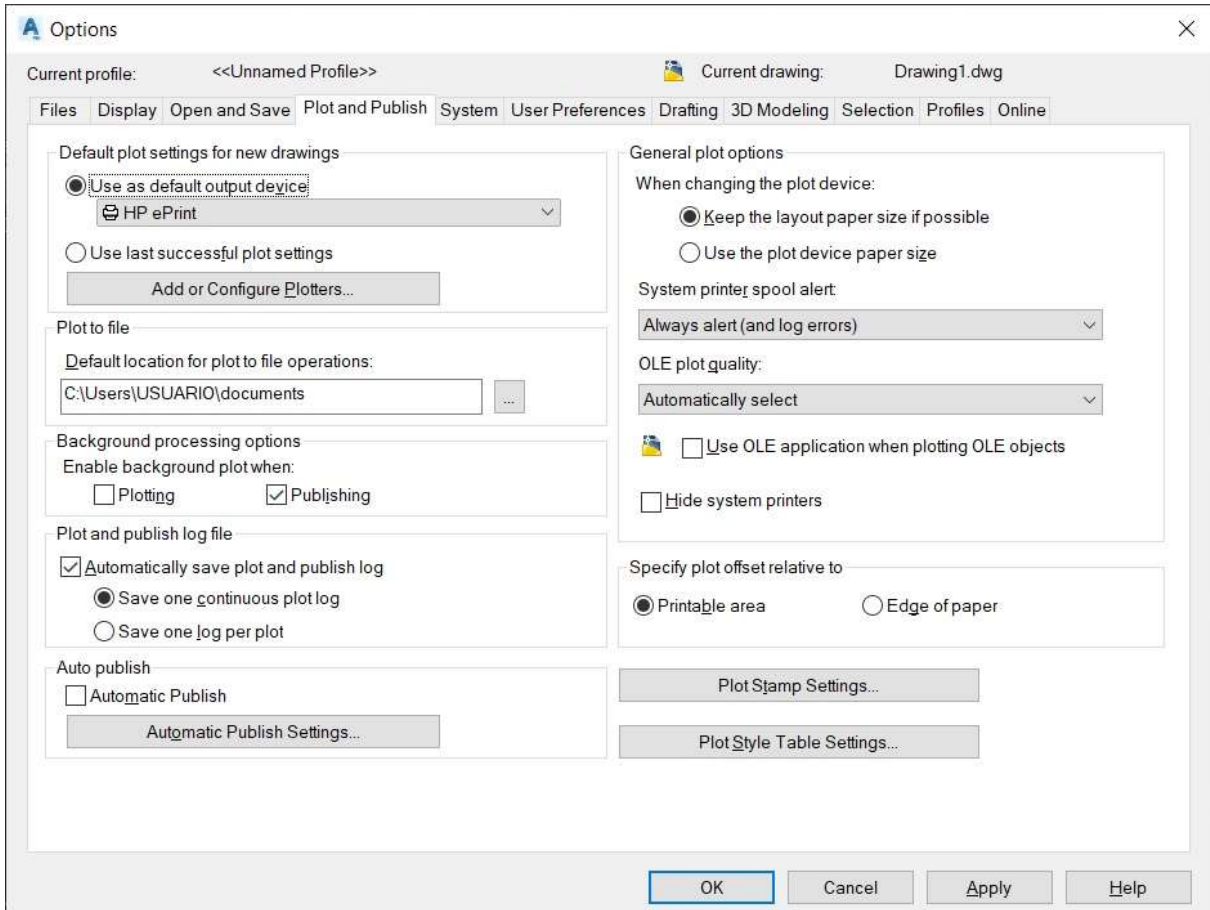 Options
Current profile: <<Unnamed Profile>> Current drawing: Drawing1.dwg
Files Display Open and Save Plot and Publish System User Preferences Drafting 3D Modeling Selection Profiles Online
Default plot settings for new drawings
Use as default output device
HP ePrint
Use last successful plot settings
Add or Configure Plotters...
Plot to file
Default location for plot to file operations:
C:\Users\USUARIO\documents
...
Background processing options
Enable background plot when:
Plotting Publishing
Plot and publish log file
Automatically save plot and publish log
Save one continuous plot log
Save one log per plot
Auto publish
Automatic Publish
Automatic Publish Settings...
General plot options
When changing the plot device:
Keep the layout paper size if possible
Use the plot device paper size
System printer spool alert:
Always alert (and log errors)
OLE plot quality:
Automatically select
Use OLE application when plotting OLE objects
Hide system printers
Specify plot offset relative to
Printable area Edge of paper
Plot Stamp Settings...
Plot Style Table Settings...
OK Cancel Apply Help